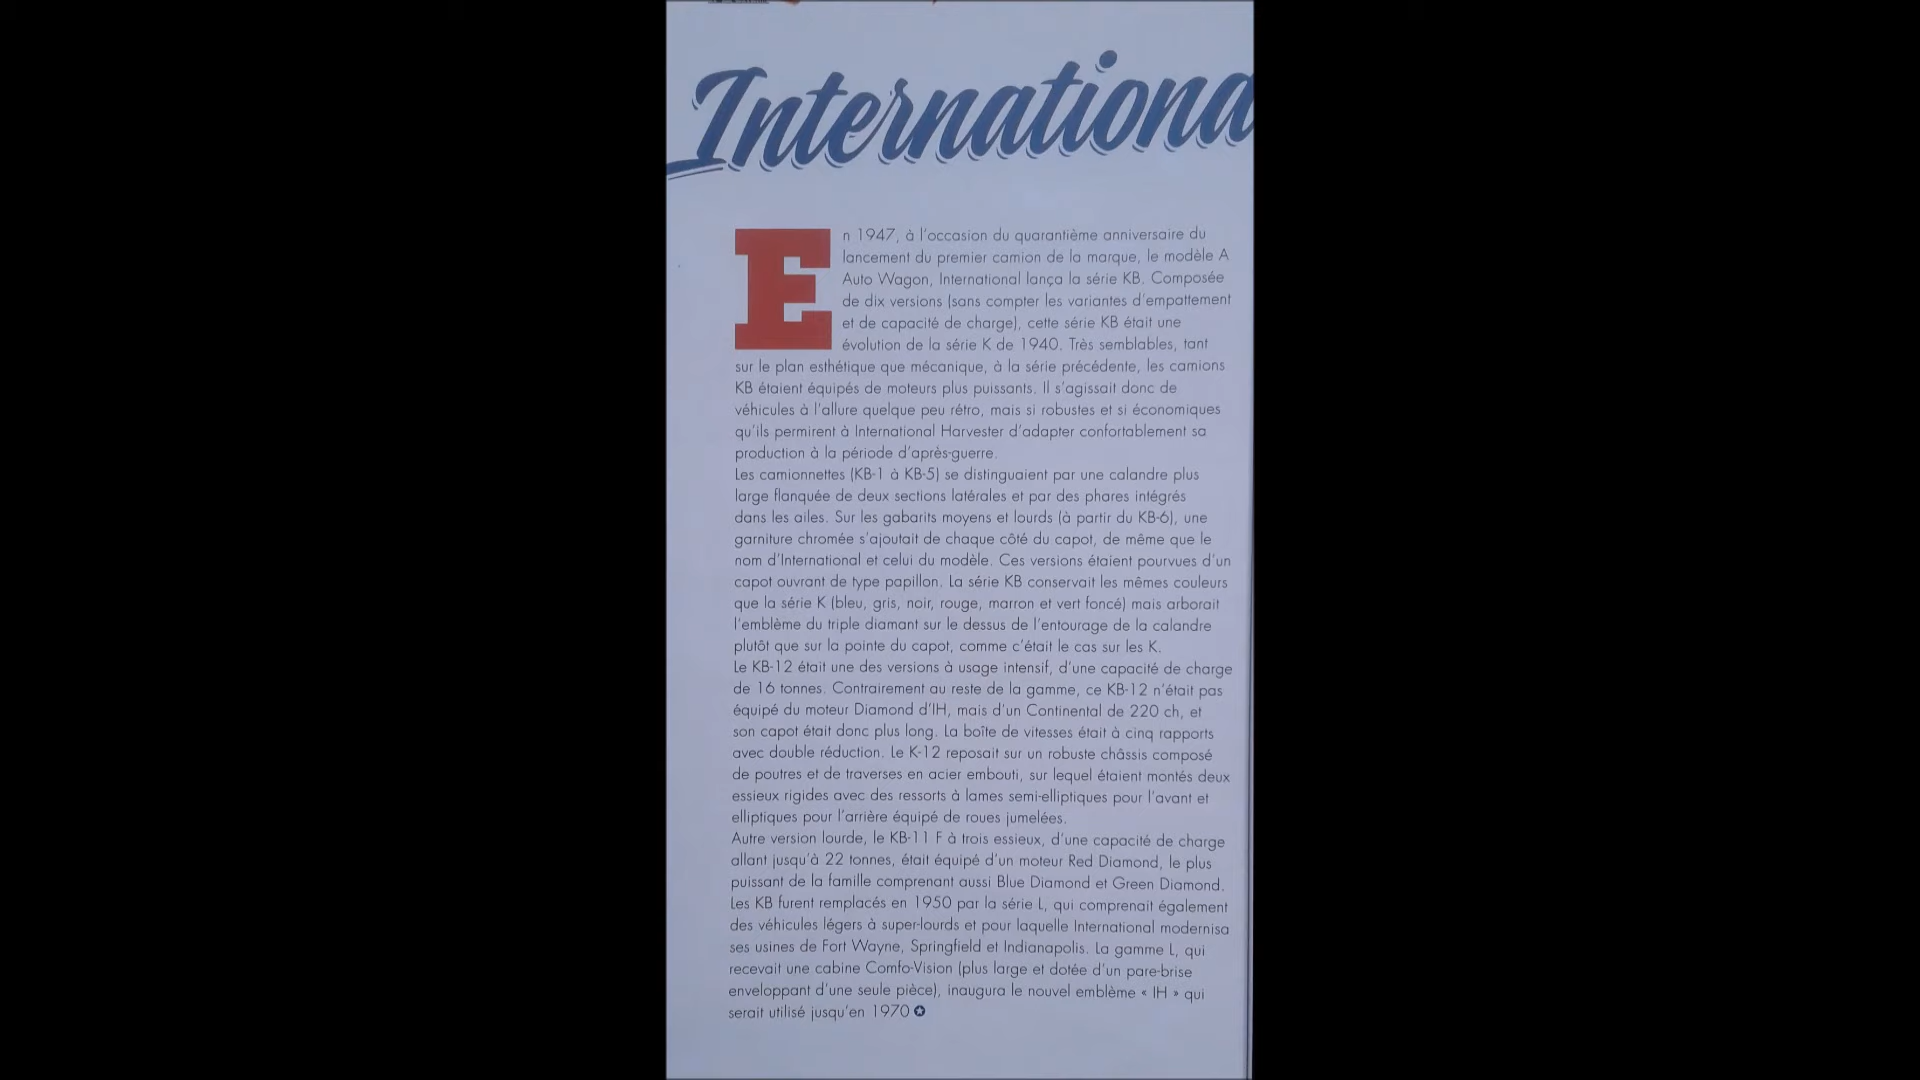 Internationa
En 1947, à l'occasion du quarantième anniversaire du
lancement du premier camion de la marque, le modèle A
Auto Wagon, International lança la série KB. Composée
de dix versions (sans compter les variantes d'empattement
et de capacité de charge), cette série KB était une
évolution de la série K de 1940. Très semblables, tant
sur le plan esthétique que mécanique, à la série précédente, les camions
KB étaient équipés de moteurs plus puissants. Il s'agissait donc de
véhicules à l'allure quelque peu rétro, mais si robustes et si économiques
qu'ils permirent à International Harvester d'adapter confortablement sa
production à la période d'après-guerre.
Les camionnettes (KB-1 à KB-5) se distinguaient par une calandre plus
large flanquée de deux sections latérales et par des phares intégrés
dans les ailes. Sur les gabarits moyens et lourds (à partir du KB-6), une
garniture chromée s'ajoutait de chaque côté du capot, de même que le
nom d'International et celui du modèle. Ces versions étaient pourvues d'un
capot ouvrant de type papillon. La série KB conservait les mêmes couleurs
que la série K (bleu, gris, noir, rouge, marron et vert foncé) mais arborait
l'emblème du triple diamant sur le dessus de l'entourage de la calandre
plutôt que sur la pointe du capot, comme c'était le cas sur les K.
Le KB-12 était une des versions à usage intensif, d'une capacité de charge
de 16 tonnes. Contrairement au reste de la gamme, ce KB-12 n'était pas
équipé du moteur Diamond d'IH, mais d'un Continental de 220 ch, et
son capot était donc plus long. La boîte de vitesses était à cinq rapports
avec double réduction. Le K-12 reposait sur un robuste châssis composé
de poutres et de traverses en acier embouti, sur lequel étaient montés deux
essieux rigides avec des ressorts à lames semi-elliptiques pour l'avant et
elliptiques pour l'arrière équipé de roues jumelées.
Autre version lourde, le KB-11 F à trois essieux, d'une capacité de charge
allant jusqu'à 22 tonnes, était équipé d'un moteur Red Diamond, le plus
puissant de la famille comprenant aussi Blue Diamond et Green Diamond.
Les KB furent remplacés en 1950 par la série L, qui comprenait également
des véhicules légers à super-lourds et pour laquelle International modernisa
ses usines de Fort Wayne, Springfield et Indianapolis. La gamme L, qui
recevait une cabine Comfo-Vision (plus large et dotée d'un pare-brise
enveloppant d'une seule pièce), inaugura le nouvel emblème « IH » qui
serait utilisé jusqu'en 1970